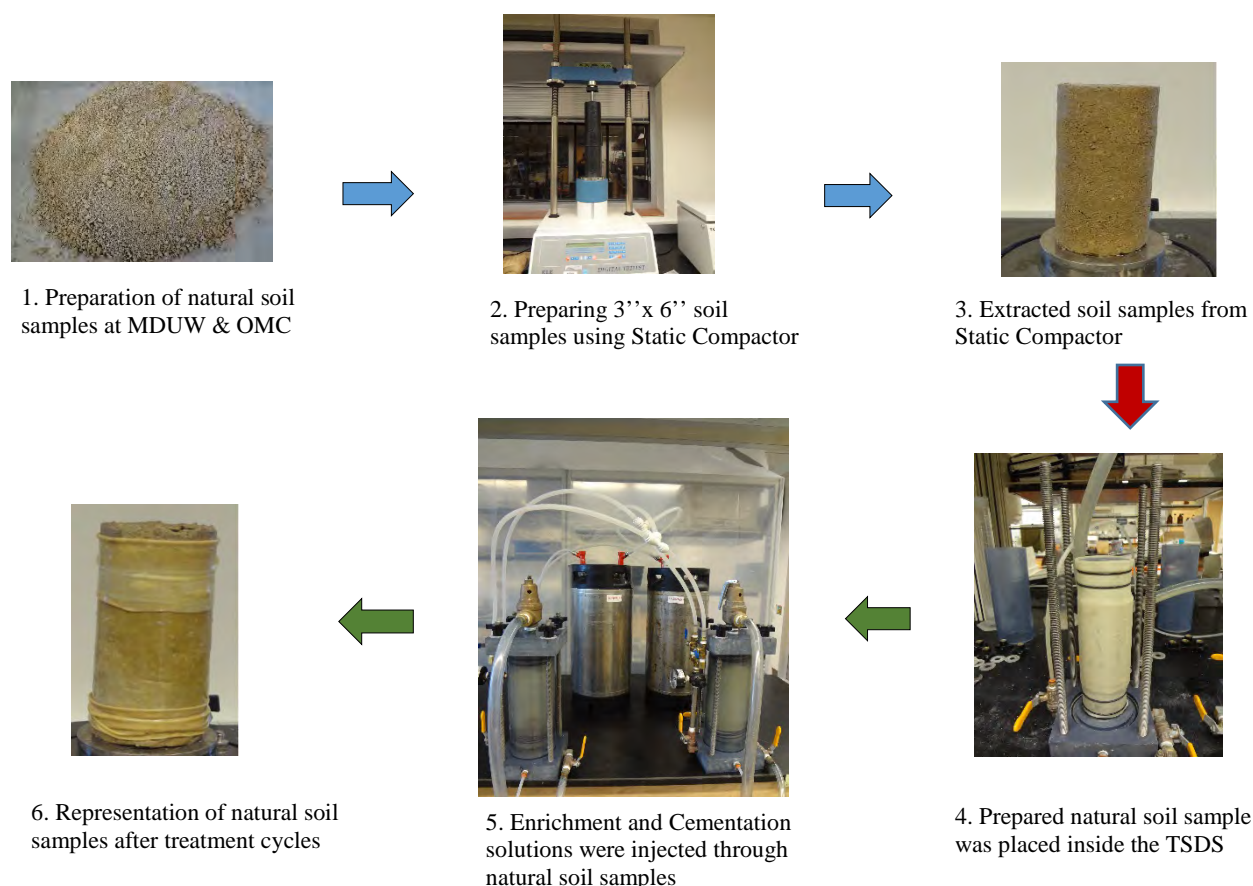 1. Preparation of natural soil
samples at MDUW & OMC
2. Preparing 3’’x 6’’ soil
samples using Static Compactor
3. Extracted soil samples from
Static Compactor
4. Prepared natural soil sample
was placed inside the TSDS
5. Enrichment and Cementation
solutions were injected through
natural soil samples
6. Representation of natural soil
samples after treatment cycles